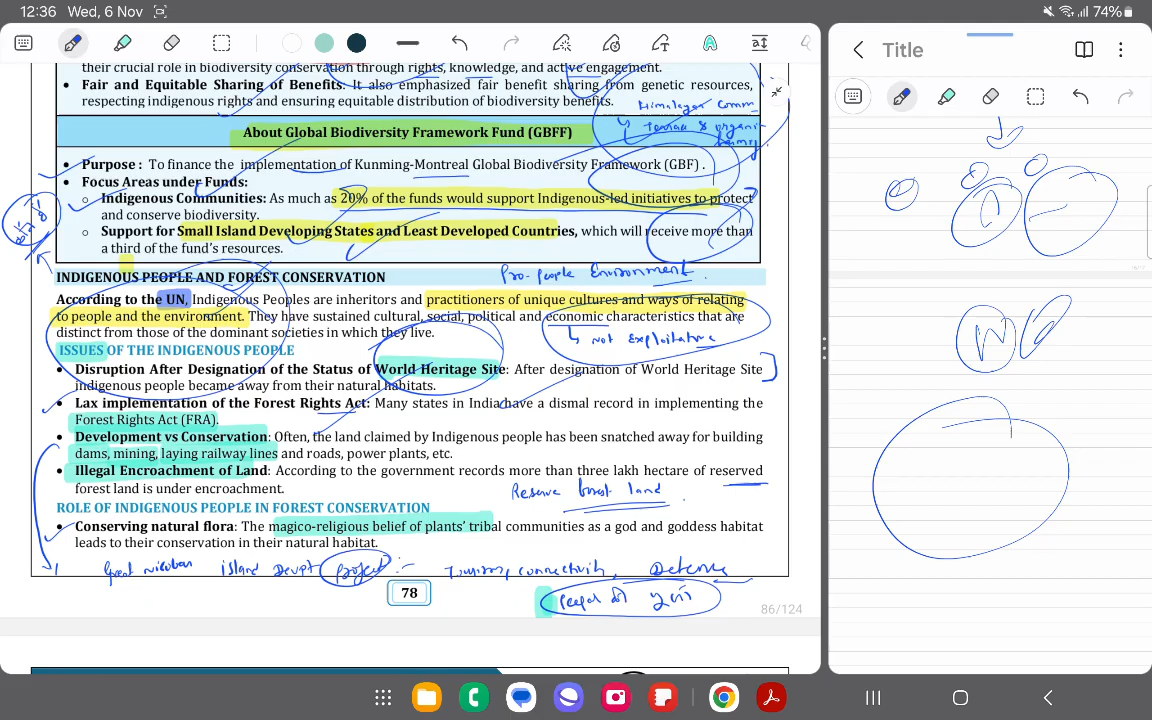 12:36 Wed, 6 Nov
74%
Title
their crucial role in biodiversity conservation through rights, knowledge, and active engagement.
• Fair and Equitable Sharing of Benefits: It also emphasized fair benefit sharing from genetic resources,
respecting indigenous rights and ensuring equitable distribution of biodiversity benefits.
Himalayan Comm
About Global Biodiversity Framework Fund (GBFF)
terrace & organic
farming
• Purpose : To finance the implementation of Kunming-Montreal Global Biodiversity Framework (GBF) .
• Focus Areas under Funds:
o Indigenous Communities: As much as 20% of the funds would support Indigenous-led initiatives to protect
and conserve biodiversity.
o Support for Small Island Developing States and Least Developed Countries, which will receive more than
a third of the fund's resources.
INDIGENOUS PEOPLE AND FOREST CONSERVATION
Pro-people Environment.
According to the UN, Indigenous Peoples are inheritors and practitioners of unique cultures and ways of relating
to people and the environment. They have sustained cultural, social, political and economic characteristics that are
distinct from those of the dominant societies in which they live.
not exploitative
ISSUES OF THE INDIGENOUS PEOPLE
• Disruption After Designation of the Status of World Heritage Site: After designation of World Heritage Site
indigenous people became away from their natural habitats.
• Lax implementation of the Forest Rights Act: Many states in India have a dismal record in implementing the
Forest Rights Act (FRA).
• Development vs Conservation: Often, the land claimed by Indigenous people has been snatched away for building
dams, mining, laying railway lines and roads, power plants, etc.
• Illegal Encroachment of Land: According to the government records more than three lakh hectare of reserved
forest land is under encroachment.
Reserve forest land.
ROLE OF INDIGENOUS PEOPLE IN FOREST CONSERVATION
• Conserving natural flora: The magico-religious belief of plants' tribal communities as a god and goddess habitat
leads to their conservation in their natural habitat.
Great nicobar island Devpt project :- Tourism, connectivity, Defence
78
86/124